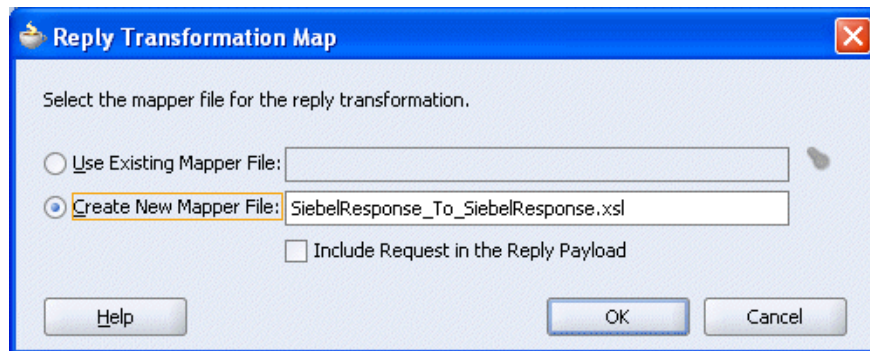 Reply Transformation Map
Select the mapper file for the reply transformation.
Use Existing Mapper File:
Create New Mapper File: SiebelResponse_To_SiebelResponse.xsl
Include Request in the Reply Payload
Help OK Cancel